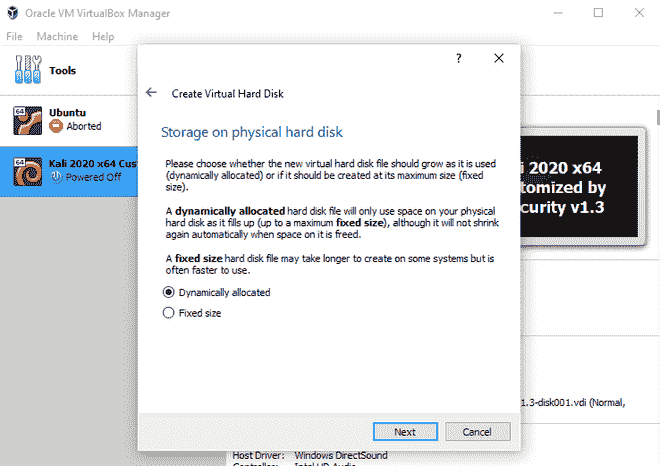 Oracle VM VirtualBox Manager
File Machine Help
Tools
64
Ubuntu
Aborted
64
Kali 2020 x64 Cust
Powered Off
?
Create Virtual Hard Disk
Storage on physical hard disk
Please choose whether the new virtual hard disk file should grow as it is used
(dynamically allocated) or if it should be created at its maximum size (fixed
size).
A dynamically allocated hard disk file will only use space on your physical
hard disk as it fills up (up to a maximum fixed size), although it will not shrink
again automatically when space on it is freed.
A fixed size hard disk file may take longer to create on some systems but is
often faster to use.
Dynamically allocated
Fixed size
Next Cancel
i 2020 x64
tomized by
curity v1.3
1.3-disk001.vdi (Normal,
Host Driver: Windows DirectSound
Controller: Intel HD Audio